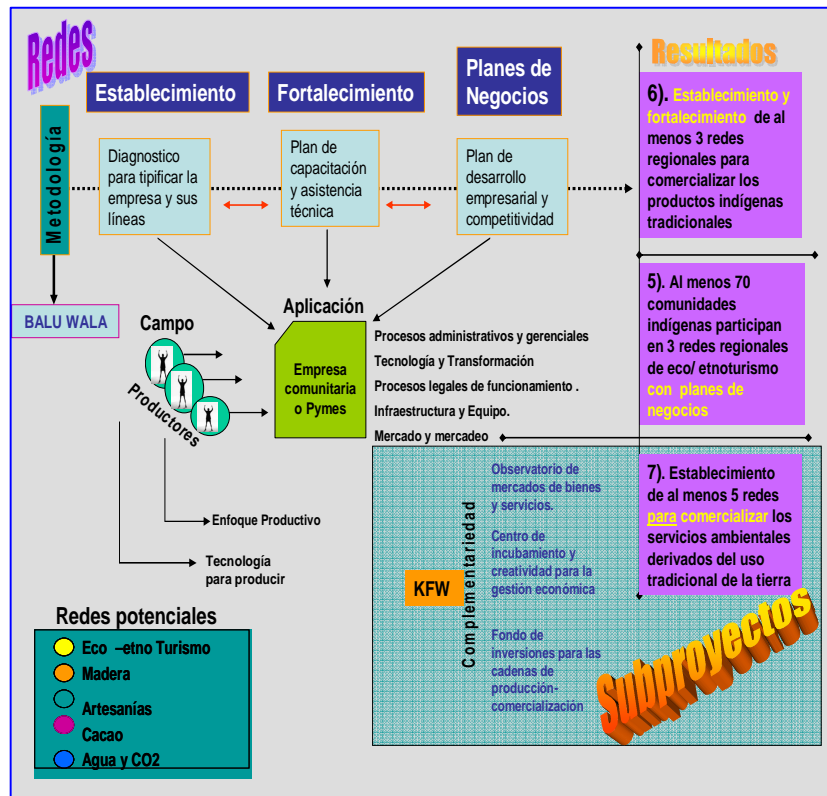 Redes
Establecimiento
Fortalecimiento
Planes de
Negocios
Resultados
Metodología
Diagnostico
para tipificar la
empresa y sus
líneas
Plan de
capacitación
y asistencia
técnica
Plan de
desarrollo
empresarial y
competitividad
6). Establecimiento y
fortalecimiento de al
menos 3 redes
regionales para
comercializar los
productos indígenas
tradicionales
BALU WALA
Campo
Productores
Aplicación
Empresa
comunitaria
o Pymes
Procesos administrativos y gerenciales
Tecnología y Transformación
Procesos legales de funcionamiento .
Infraestructura y Equipo.
Mercado y mercadeo
5). Al menos 70
comunidades
indígenas participan
en 3 redes regionales
de eco/ etnoturismo
con planes de
negocios
Enfoque Productivo
Tecnología
para producir
KFW
Complementariedad
Observatorio de
mercados de bienes
y servicios.
Centro de
incubamiento y
creatividad para la
gestión económica
Fondo de
inversiones para las
cadenas de
producción-
comercialización
7). Establecimiento
de al menos 5 redes
para comercializar los
servicios ambientales
derivados del uso
tradicional de la tierra
Subproyectos
Redes potenciales
Eco –etno Turismo
Madera
Artesanías
Cacao
Agua y CO2